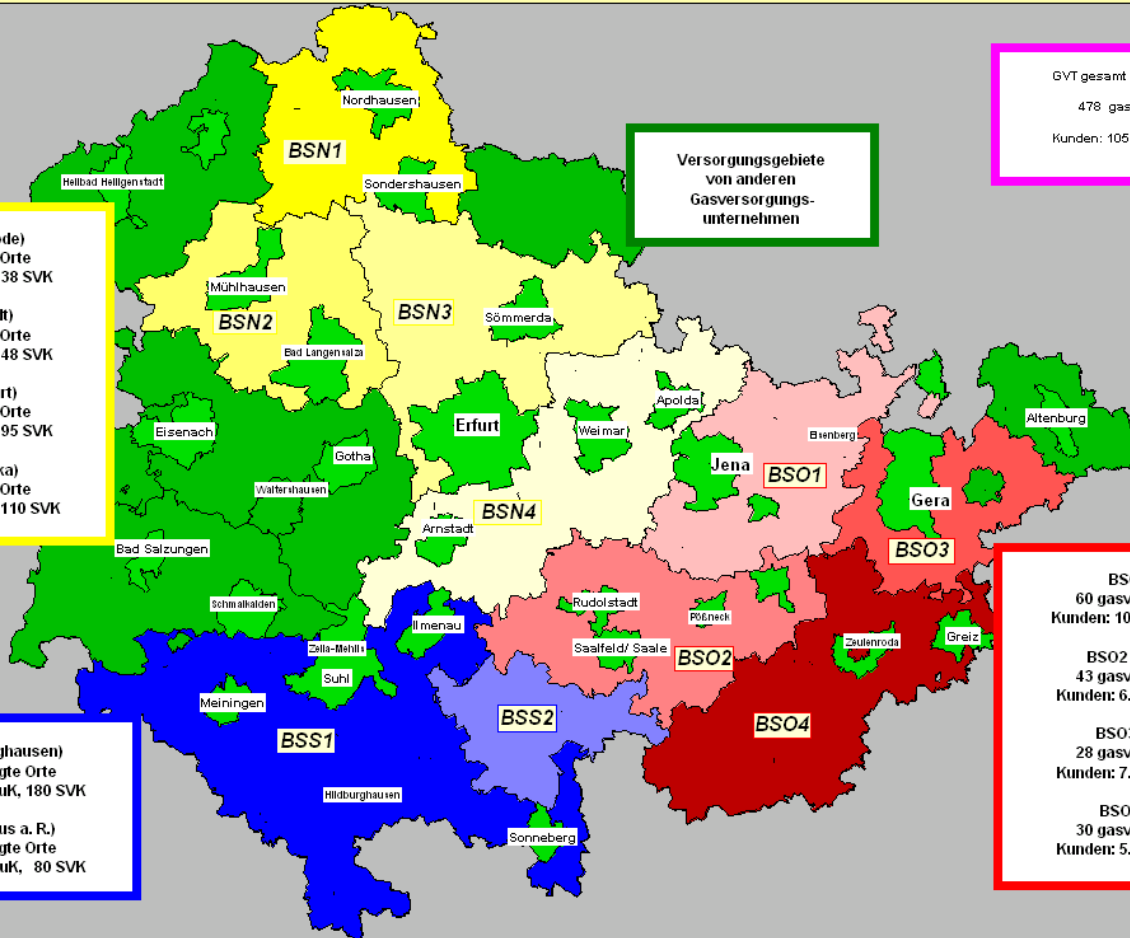 GVT gesamt
478 gas
Kunden: 105
Versorgungsgebiete
von anderen
Gasversorgungs-
unternehmen
ode)
Orte
38 SVK
lt)
Orte
48 SVK
rt)
Orte
95 SVK
ka)
Orte
110 SVK
ghausen)
gte Orte
uK, 180 SVK
us a. R.)
gte Orte
uK, 80 SVK
BSO
60 gasv
Kunden: 10
BSO2
43 gasv
Kunden: 6.
BSO3
28 gasv
Kunden: 7.
BSO
30 gasv
Kunden: 5.
Nordhausen
BSN1
Sondershausen
Heilbad Heiligenstadt
Mühlhausen
BSN2
BSN3
Sömmerda
Bad Langensalza
Eisenach
Erfurt
Weimar
Apolda
Altenburg
Eisenberg
Gotha
Jena
BSO1
Waltershausen
Gera
BSN4
Arnstadt
Bad Salzungen
BSO3
Schmalkalden
Rudolstadt
Pößneck
Ilmenau
Zella-Mehlis
Saalfeld/ Saale
BSO2
Zeulenroda
Greiz
Suhl
Meiningen
BSS1
BSS2
BSO4
Hildburghausen
Sonneberg